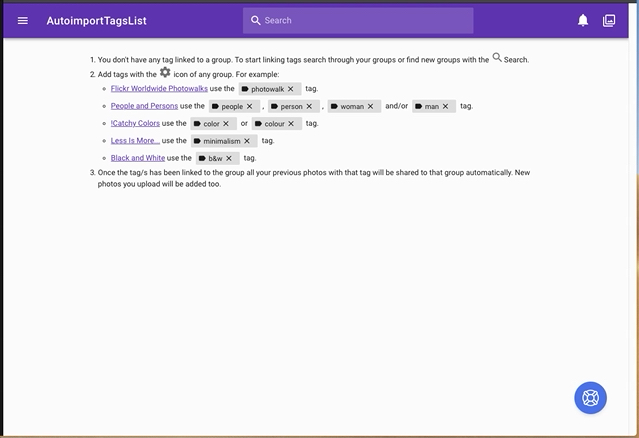 AutoimportTagsList
Search
1. You don't have any tag linked to a group. To start linking tags search through your groups or find new groups with the Search.
2. Add tags with the icon of any group. For example:
Flickr Worldwide Photowalks use the photowalk tag.
People and Persons use the people , person , woman and/or man tag.
!Catchy Colors use the color or colour tag.
Less Is More... use the minimalism tag.
Black and White use the b&w tag.
3. Once the tag/s has been linked to the group all your previous photos with that tag will be shared to that group automatically. New
photos you upload will be added too.